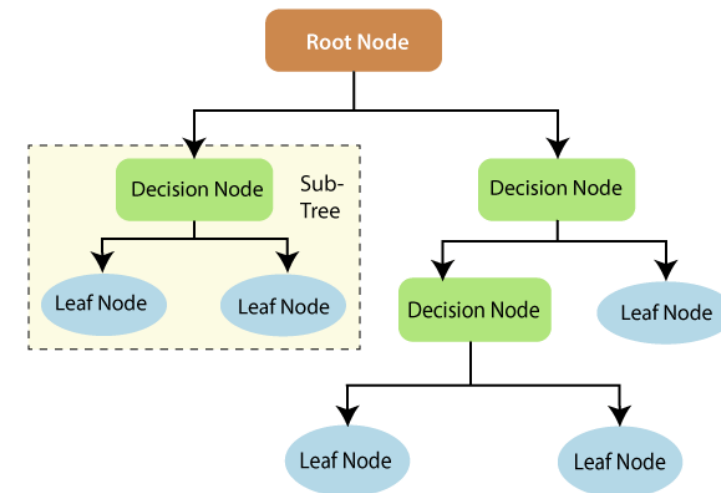 Root Node
Decision Node
Sub-
Tree
Decision Node
Leaf Node
Leaf Node
Decision Node
Leaf Node
Leaf Node
Leaf Node